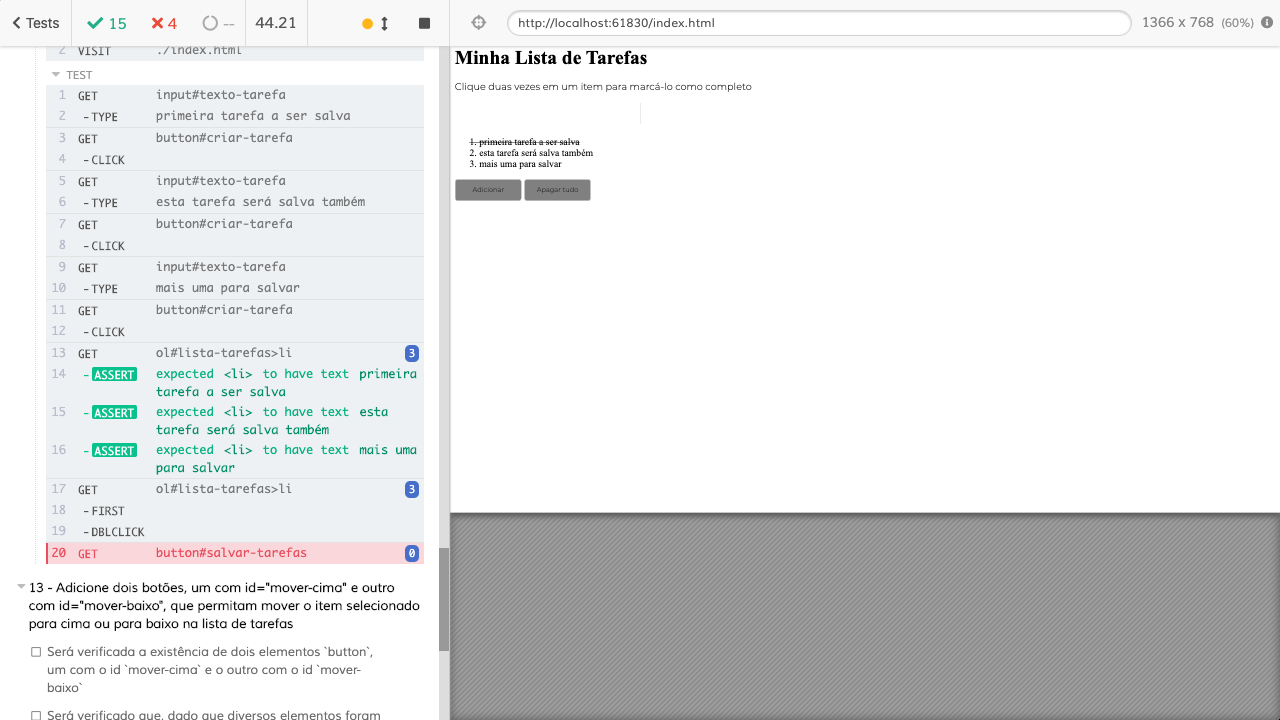 Tests 15 4 -- 44.21
2 VISIT ./index.html
TEST
1 GET input#texto-tarefa
2 -TYPE primeira tarefa a ser salva
3 GET button#criar-tarefa
4 -CLICK
5 GET input#texto-tarefa
6 -TYPE esta tarefa será salva também
7 GET button#criar-tarefa
8 -CLICK
9 GET input#texto-tarefa
10 -TYPE mais uma para salvar
11 GET button#criar-tarefa
12 -CLICK
13 GET ol#lista-tarefas>li 3
14 -ASSERT expected <li> to have text primeira
tarefa a ser salva
15 -ASSERT expected <li> to have text esta
tarefa será salva também
16 -ASSERT expected <li> to have text mais uma
para salvar
17 GET ol#lista-tarefas>li 3
18 -FIRST
19 -DBLCLICK
20 GET button#salvar-tarefas 0
13 - Adicione dois botões, um com id="mover-cima" e outro
com id="mover-baixo", que permitam mover o item selecionado
para cima ou para baixo na lista de tarefas
Será verificada a existência de dois elementos `button`,
um com o id `mover-cima` e o outro com o id `mover-
baixo`
Será verificado que, dado que diversos elementos foram
http://localhost:61830/index.html 1366 x 768 (60%)
Minha Lista de Tarefas
Clique duas vezes em um item para marcá-lo como completo
1. primeira tarefa a ser salva
2. esta tarefa será salva também
3. mais uma para salvar
Adicionar Apagar tudo